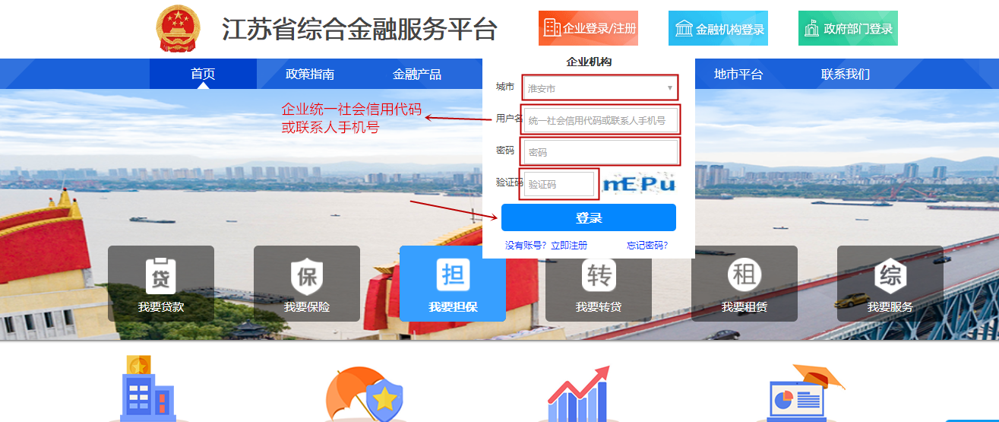 江苏省综合金融服务平台
企业登录/注册
金融机构登录
政府部门登录
首页
政策指南
金融产品
地市平台
联系我们
企业机构
城市
淮安市
企业统一社会信用代码
或联系人手机号
用户名
统一社会信用代码或联系人手机号
密码
密码
验证码
验证码
mEPu
登录
没有账号？立即注册
忘记密码？
贷
保
担
转
租
综
我要贷款
我要保险
我要担保
我要转贷
我要租赁
我要服务